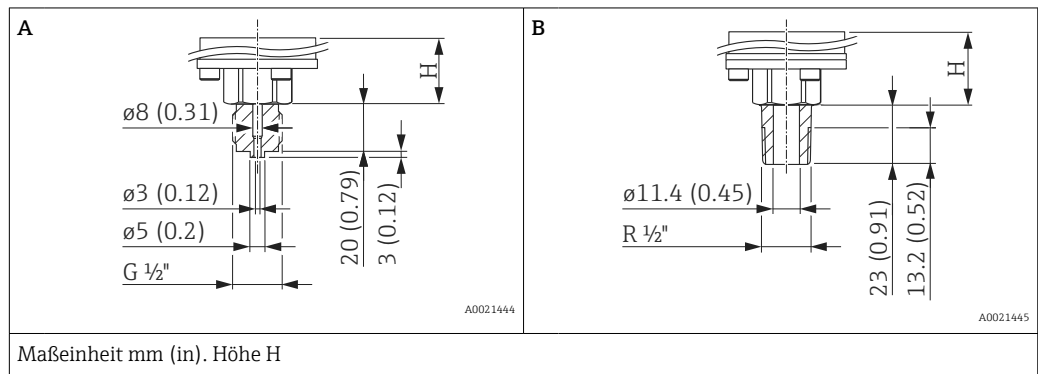 A
H
ø8 (0.31)
ø3 (0.12)
ø5 (0.2)
G ½"
20 (0.79)
3 (0.12)
A0021444
B
H
ø11.4 (0.45)
R ½"
23 (0.91)
13.2 (0.52)
A0021445
Maßeinheit mm (in). Höhe H